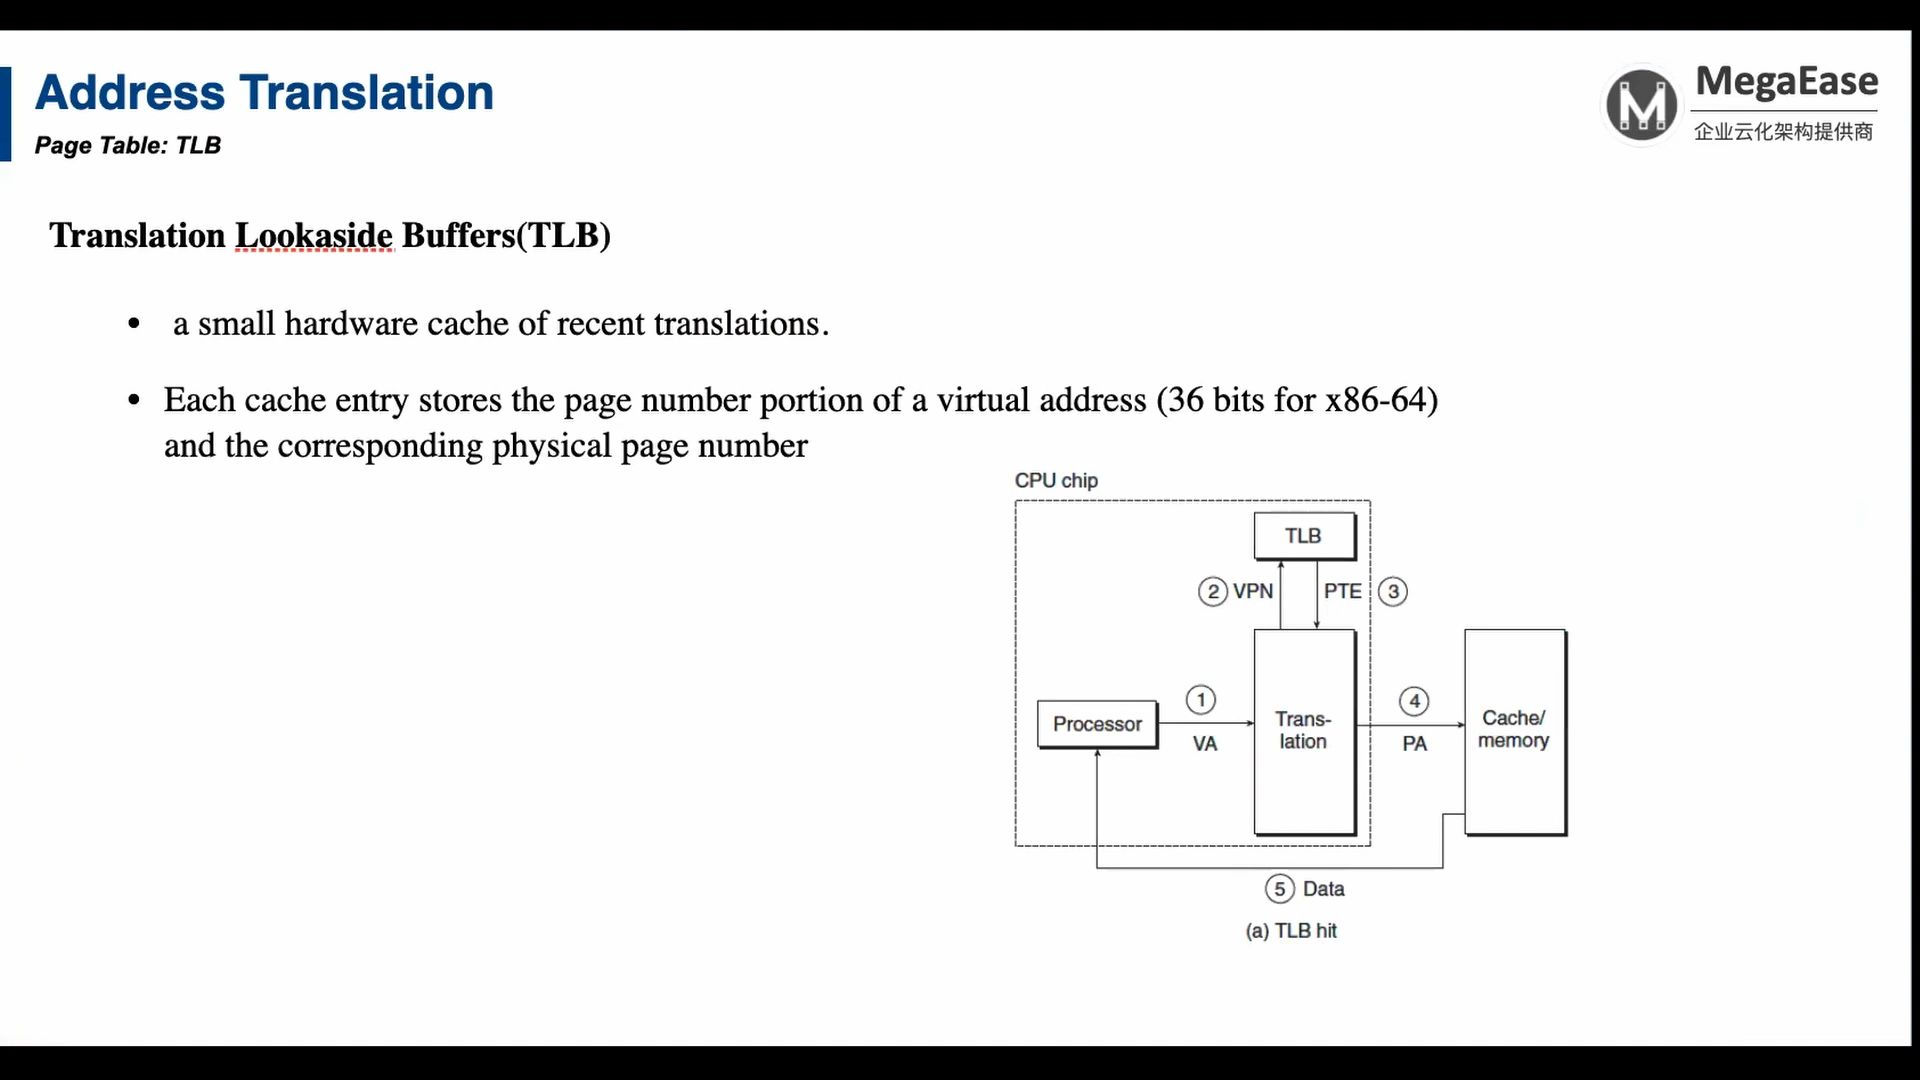 Address Translation
Page Table: TLB
MegaEase
企业云化架构提供商
Translation Lookaside Buffers(TLB)
• a small hardware cache of recent translations.
• Each cache entry stores the page number portion of a virtual address (36 bits for x86-64)
and the corresponding physical page number
CPU chip
TLB
2 VPN
PTE 3
Processor
1
VA
Trans-
lation
4
PA
Cache/
memory
5 Data
(a) TLB hit